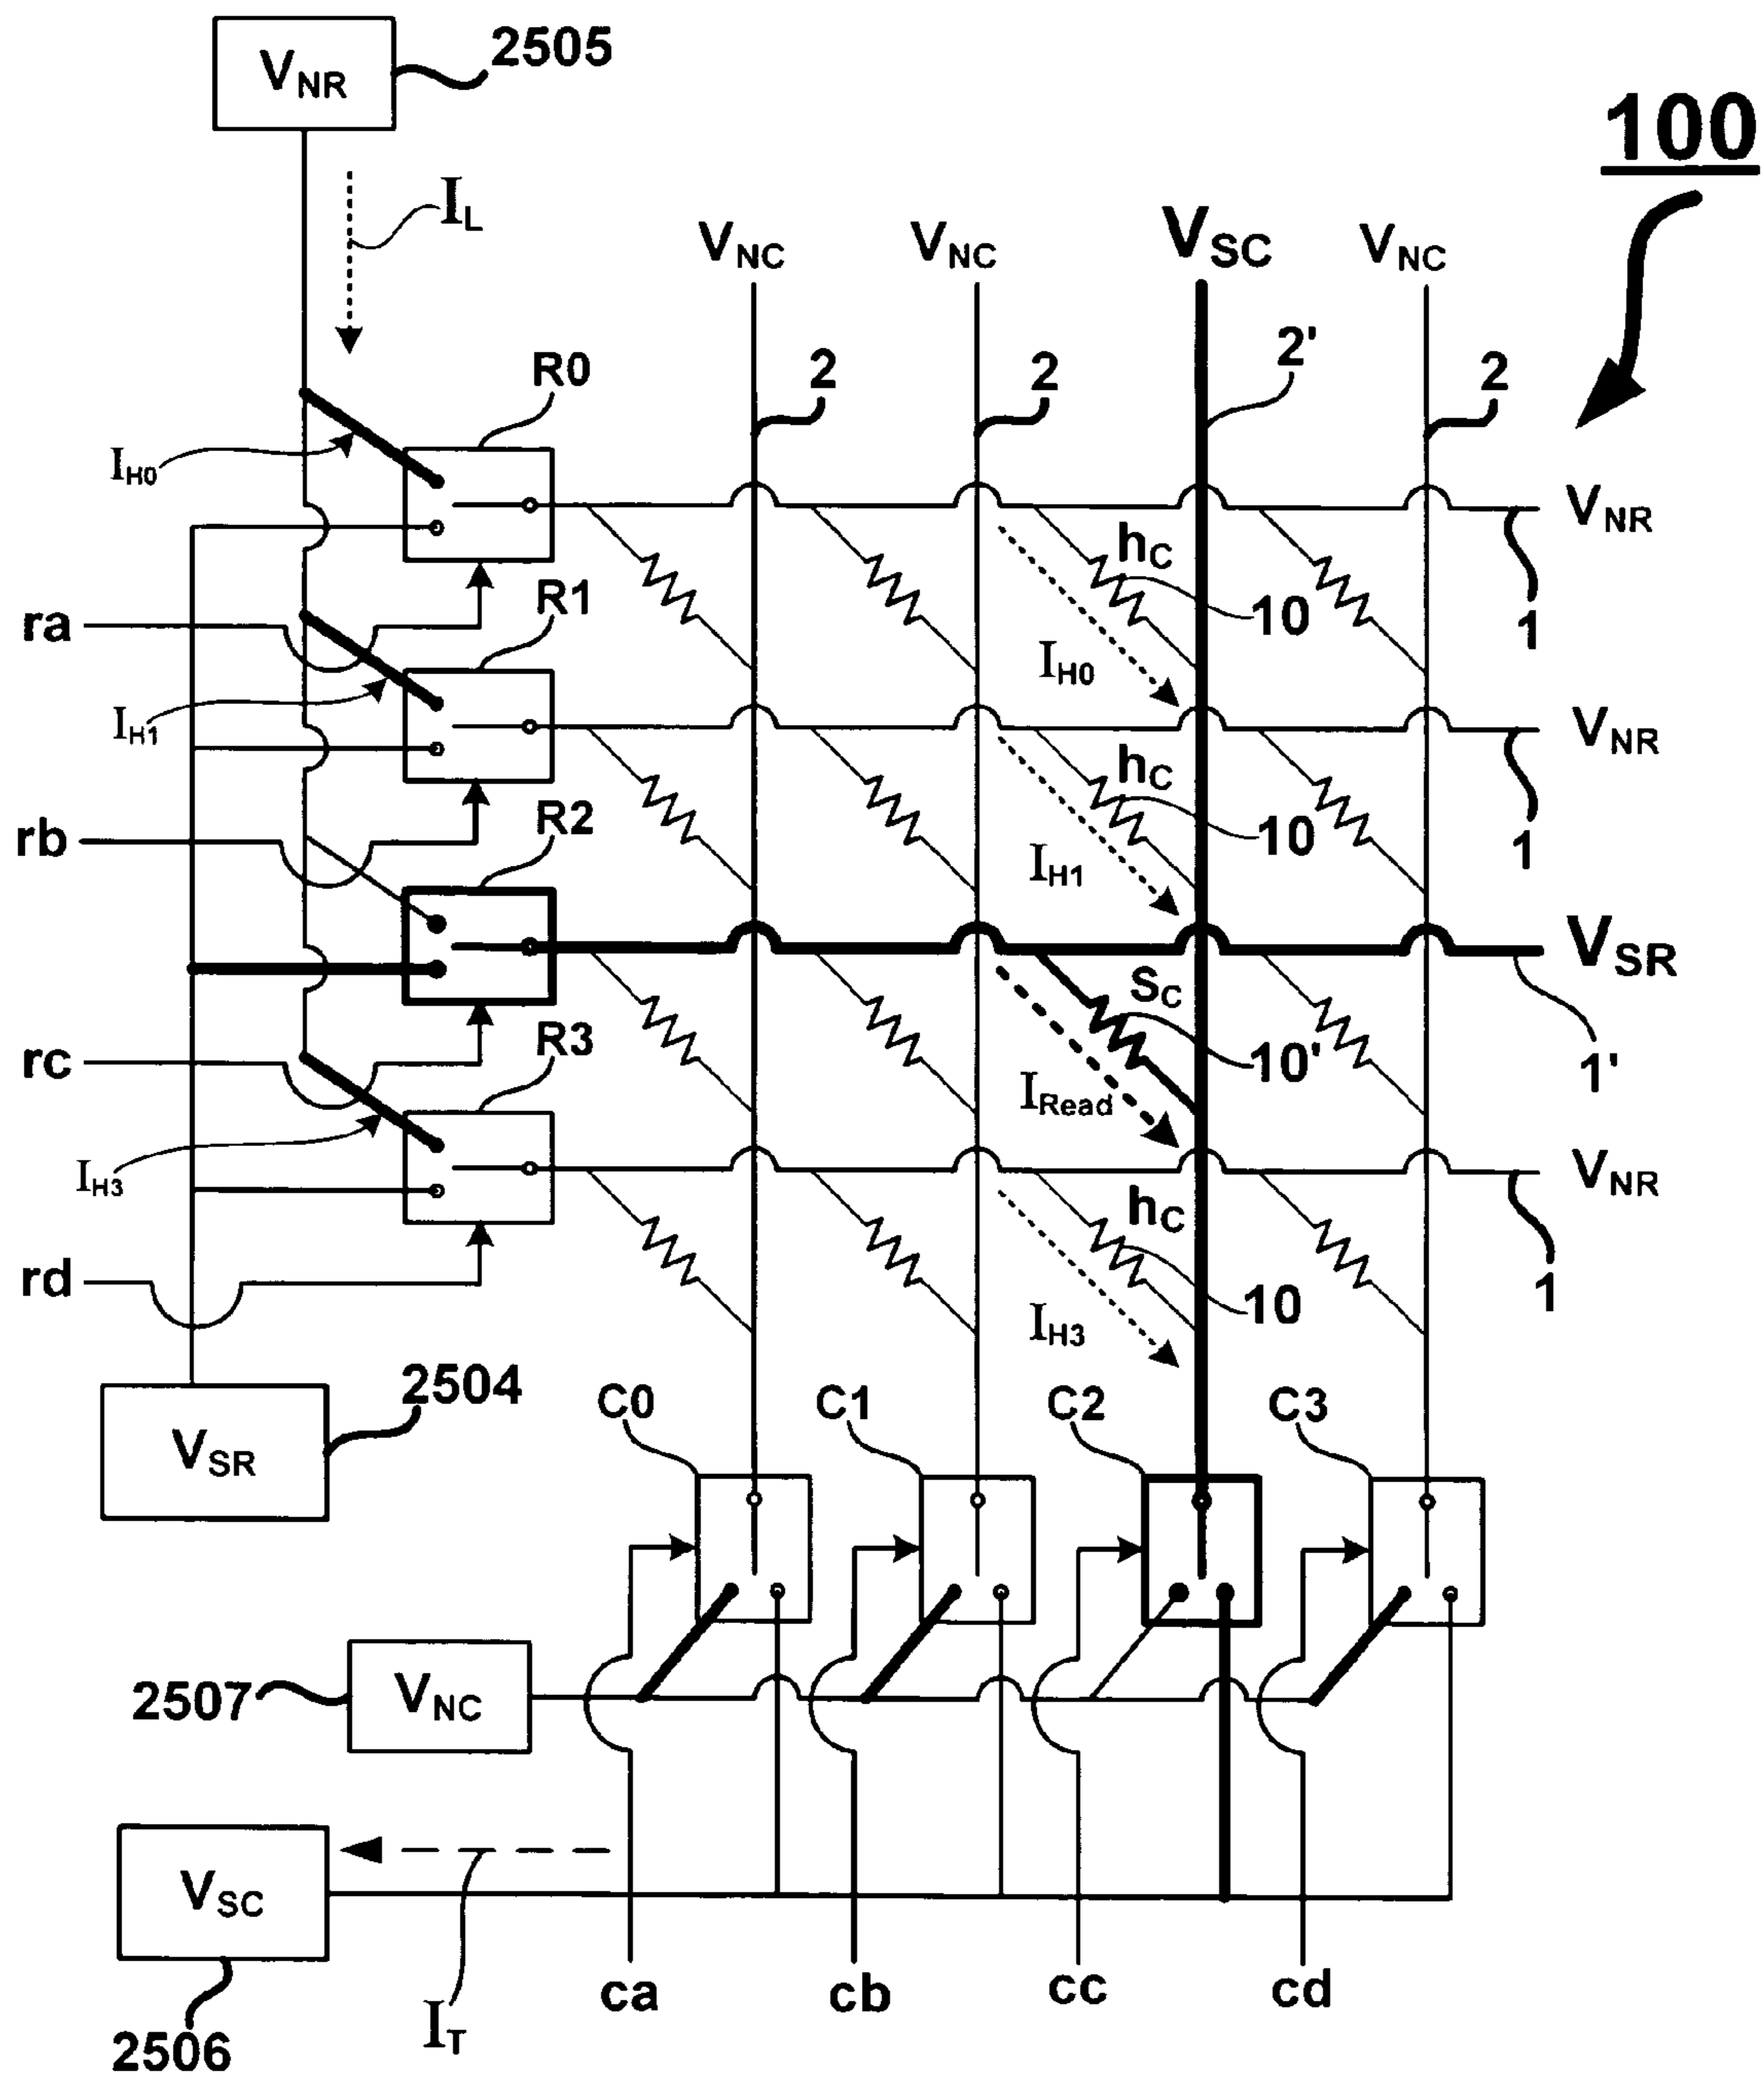 VNR
2505
100
IL
VNC
VNC
VSC
VNC
R0
2
2
2'
2
IH0
hC
10
VNR
ra
R1
1
IH0
IH1
hC
10
VNR
rb
R2
1
IH1
SC
VSR
rc
R3
10'
1'
IRead
IH3
hC
VNR
rd
10
1
IH3
2504
C0
C1
C2
C3
VSR
2507
VNC
VSC
ca
cb
cc
cd
IT
2506